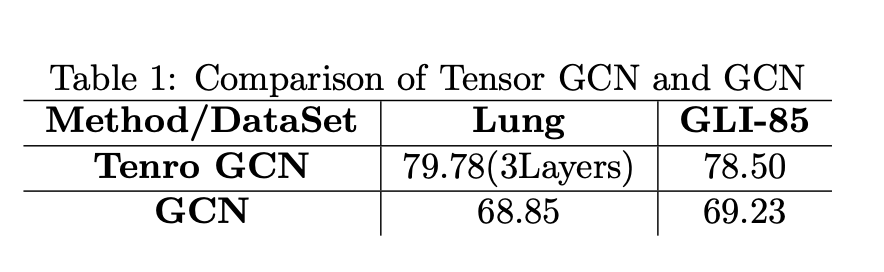 Table 1: Comparison of Tensor GCN and GCN
Method/DataSet Lung GLI-85
Tenro GCN 79.78(3Layers) 78.50
GCN 68.85 69.23